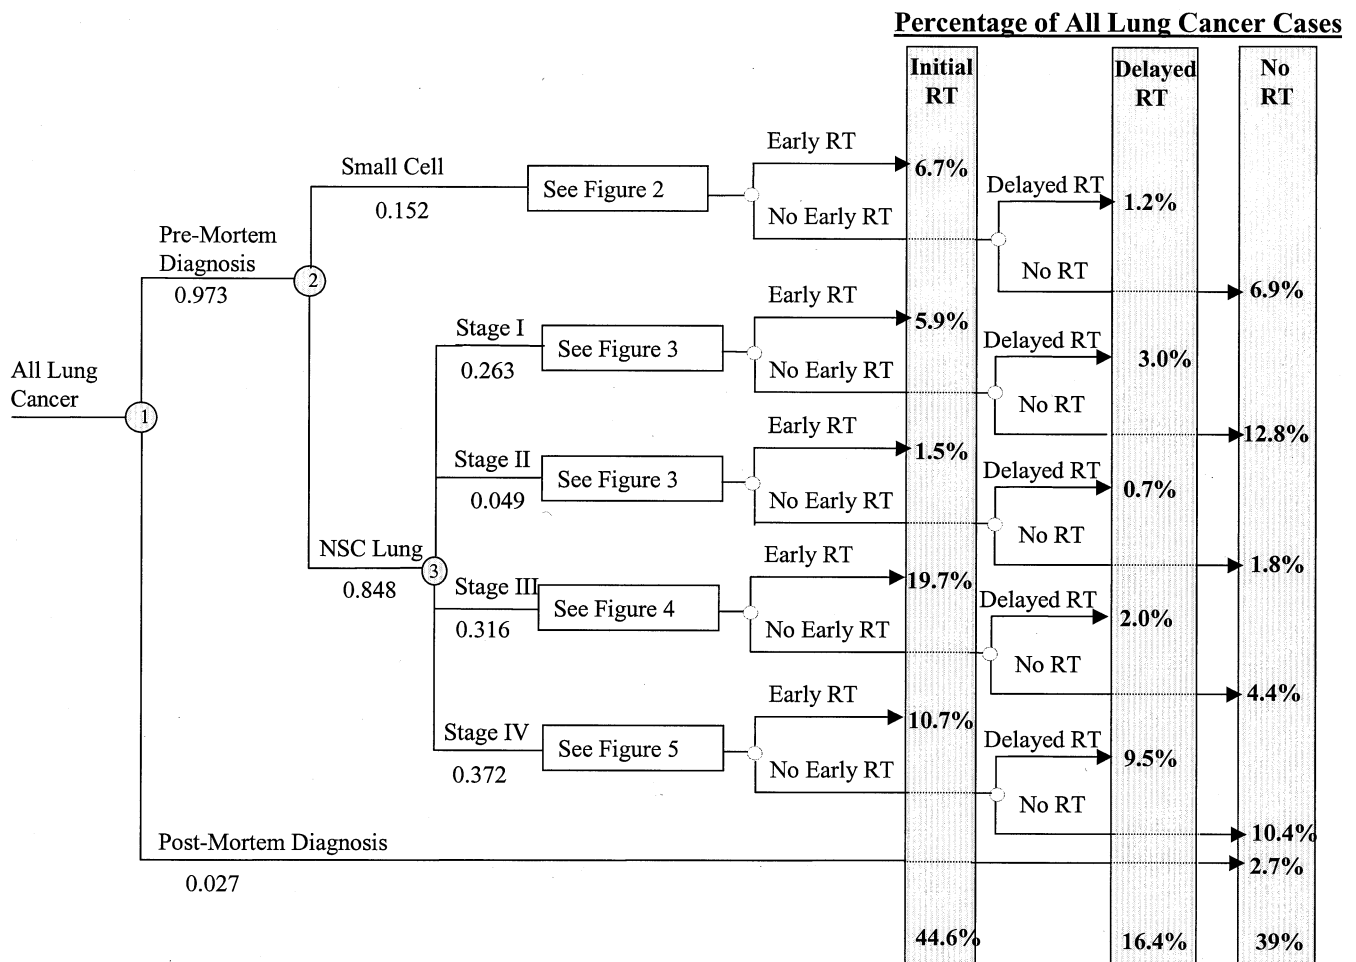 Percentage of All Lung Cancer Cases
Initial
RT
Delayed
RT
No
RT
Early RT
6.7%
Small Cell
0.152
See Figure 2
No Early RT
Delayed RT
1.2%
No RT
6.9%
Pre-Mortem
Diagnosis
0.973
2
Early RT
5.9%
Stage I
0.263
See Figure 3
No Early RT
Delayed RT
3.0%
No RT
12.8%
All Lung
Cancer
1
Early RT
1.5%
Stage II
0.049
See Figure 3
No Early RT
Delayed RT
0.7%
No RT
1.8%
NSC Lung
0.848
3
Early RT
19.7%
Stage III
0.316
See Figure 4
No Early RT
Delayed RT
2.0%
No RT
4.4%
Early RT
10.7%
Stage IV
0.372
See Figure 5
No Early RT
Delayed RT
9.5%
No RT
10.4%
Post-Mortem Diagnosis
0.027
2.7%
44.6%
16.4%
39%